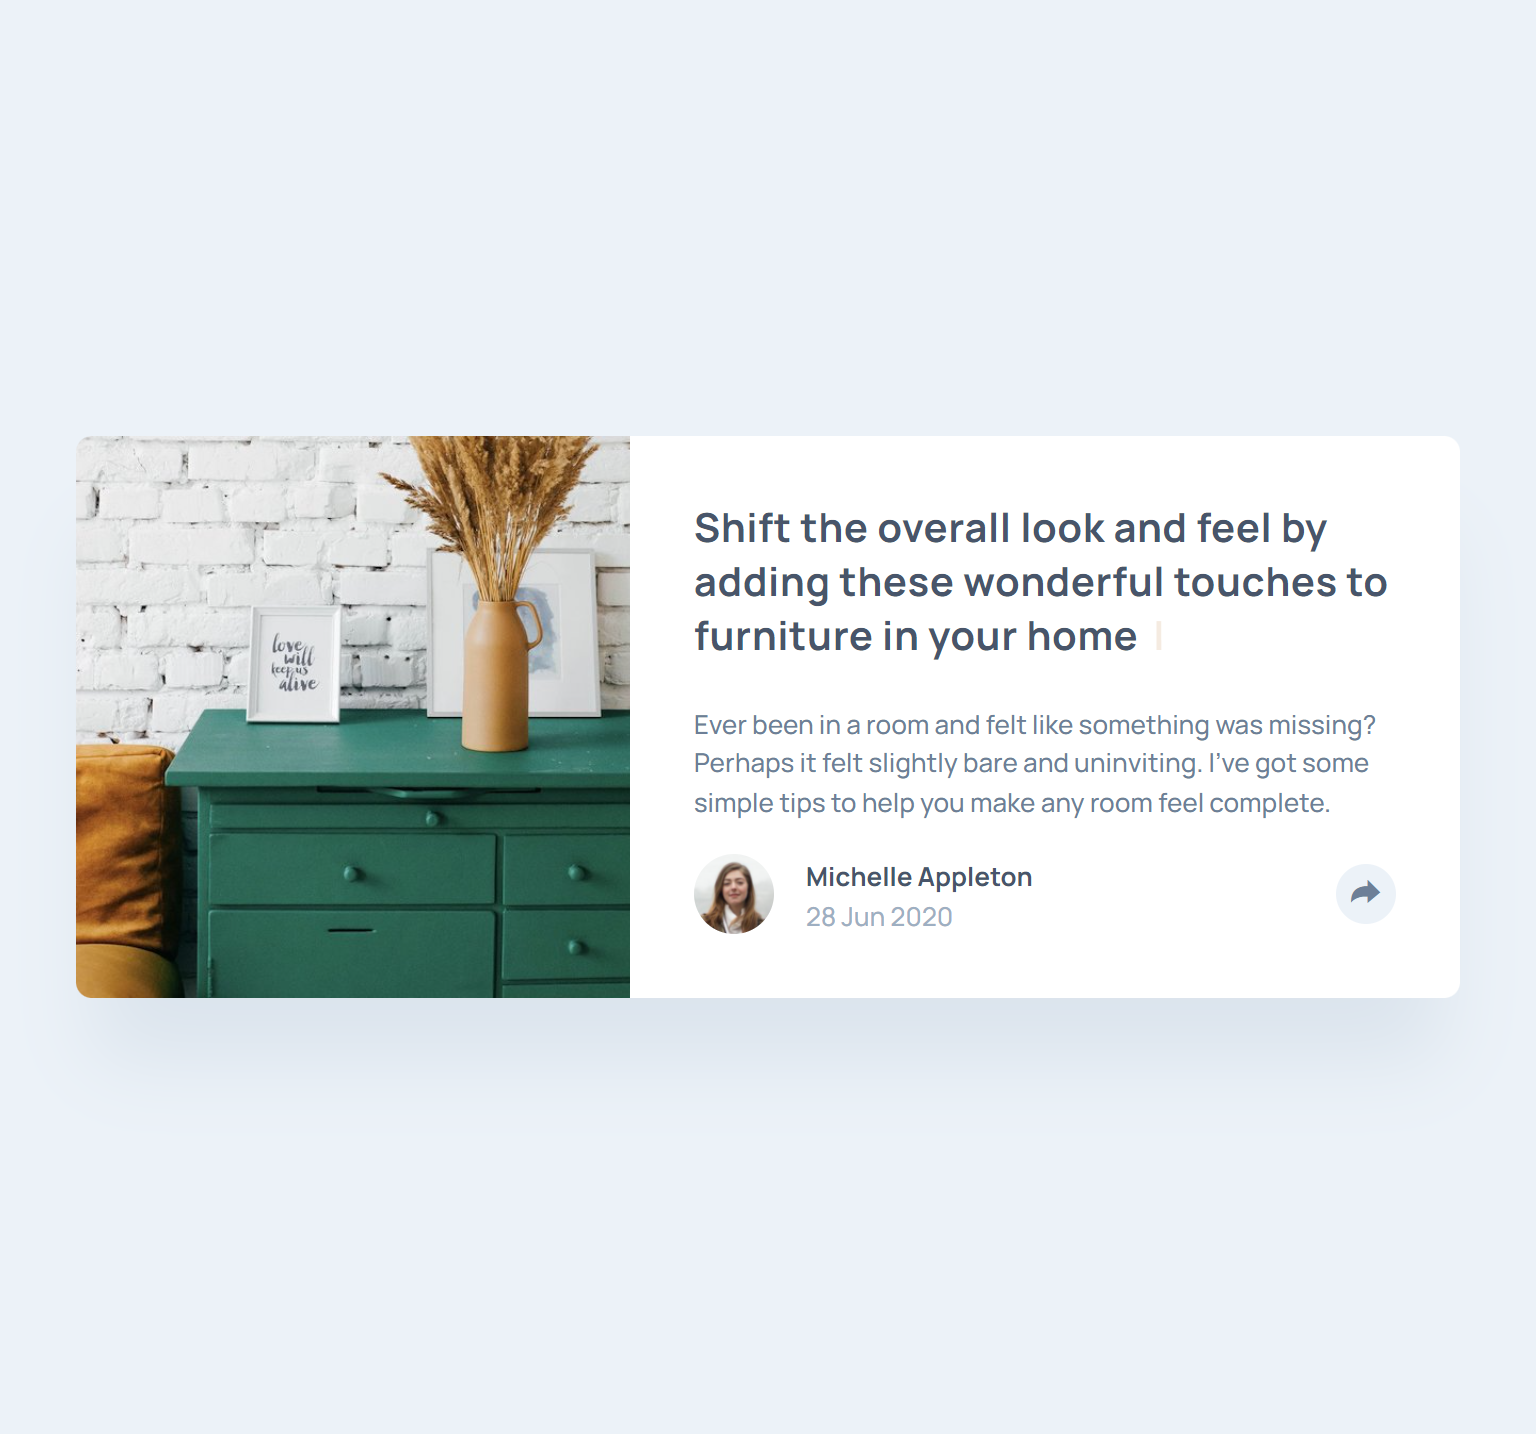 love
will
keep us
alive
Shift the overall look and feel by
adding these wonderful touches to
furniture in your home
Ever been in a room and felt like something was missing?
Perhaps it felt slightly bare and uninviting. I’ve got some
simple tips to help you make any room feel complete.
Michelle Appleton
28 Jun 2020